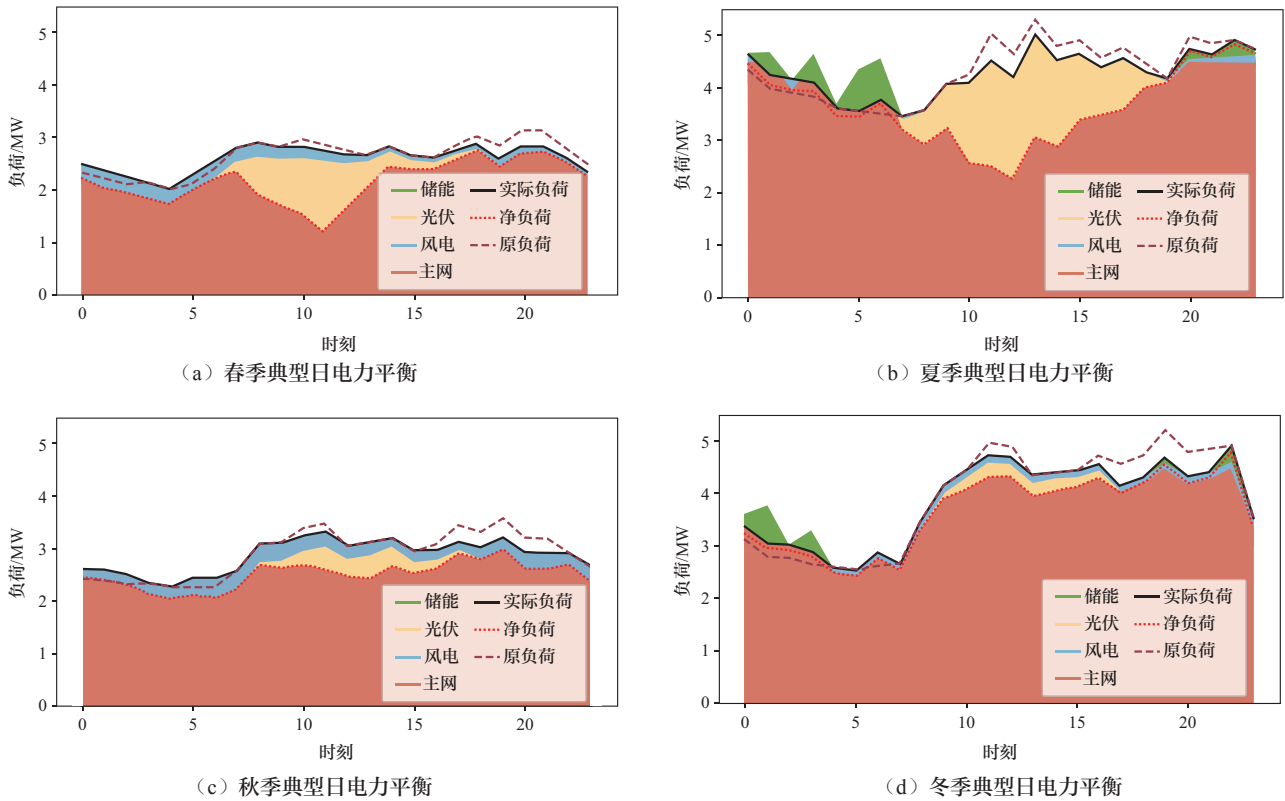 负荷/MW
5
4
3
2
1
0
0
5
10
15
20
时刻
储能
实际负荷
光伏
净负荷
风电
原负荷
主网
（a）春季典型日电力平衡
负荷/MW
5
4
3
2
1
0
0
5
10
15
20
时刻
储能
实际负荷
光伏
净负荷
风电
原负荷
主网
（b）夏季典型日电力平衡
负荷/MW
5
4
3
2
1
0
0
5
10
15
20
时刻
储能
实际负荷
光伏
净负荷
风电
原负荷
主网
（c）秋季典型日电力平衡
负荷/MW
5
4
3
2
1
0
0
5
10
15
20
时刻
储能
实际负荷
光伏
净负荷
风电
原负荷
主网
（d）冬季典型日电力平衡